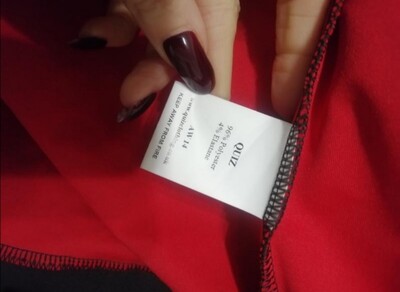 QUIZ
96% Polyester
4% Elastane
AW 14
KEEP AWAY FROM FIRE